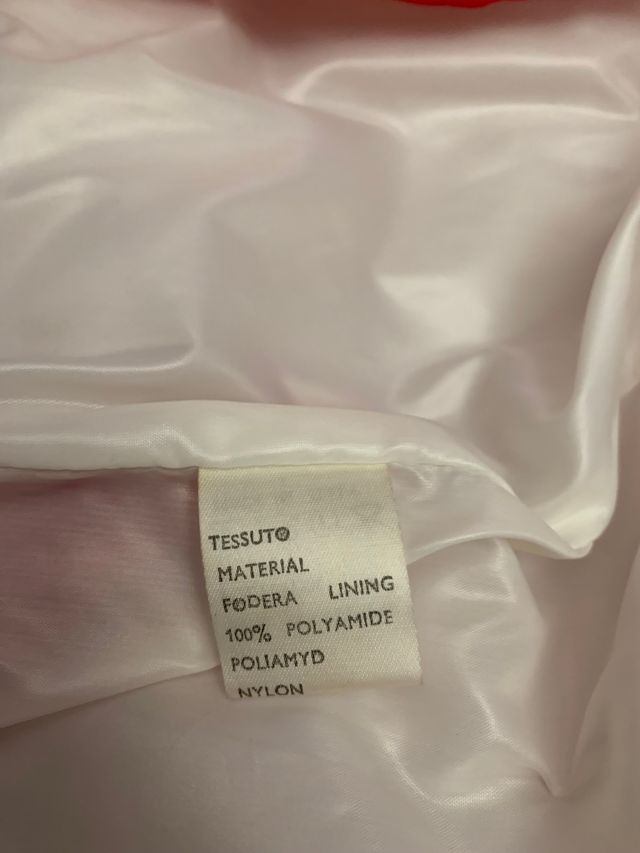 TESSUTO
MATERIAL
FODERA LINING
100% POLYAMIDE
POLIAMYD
NYLON